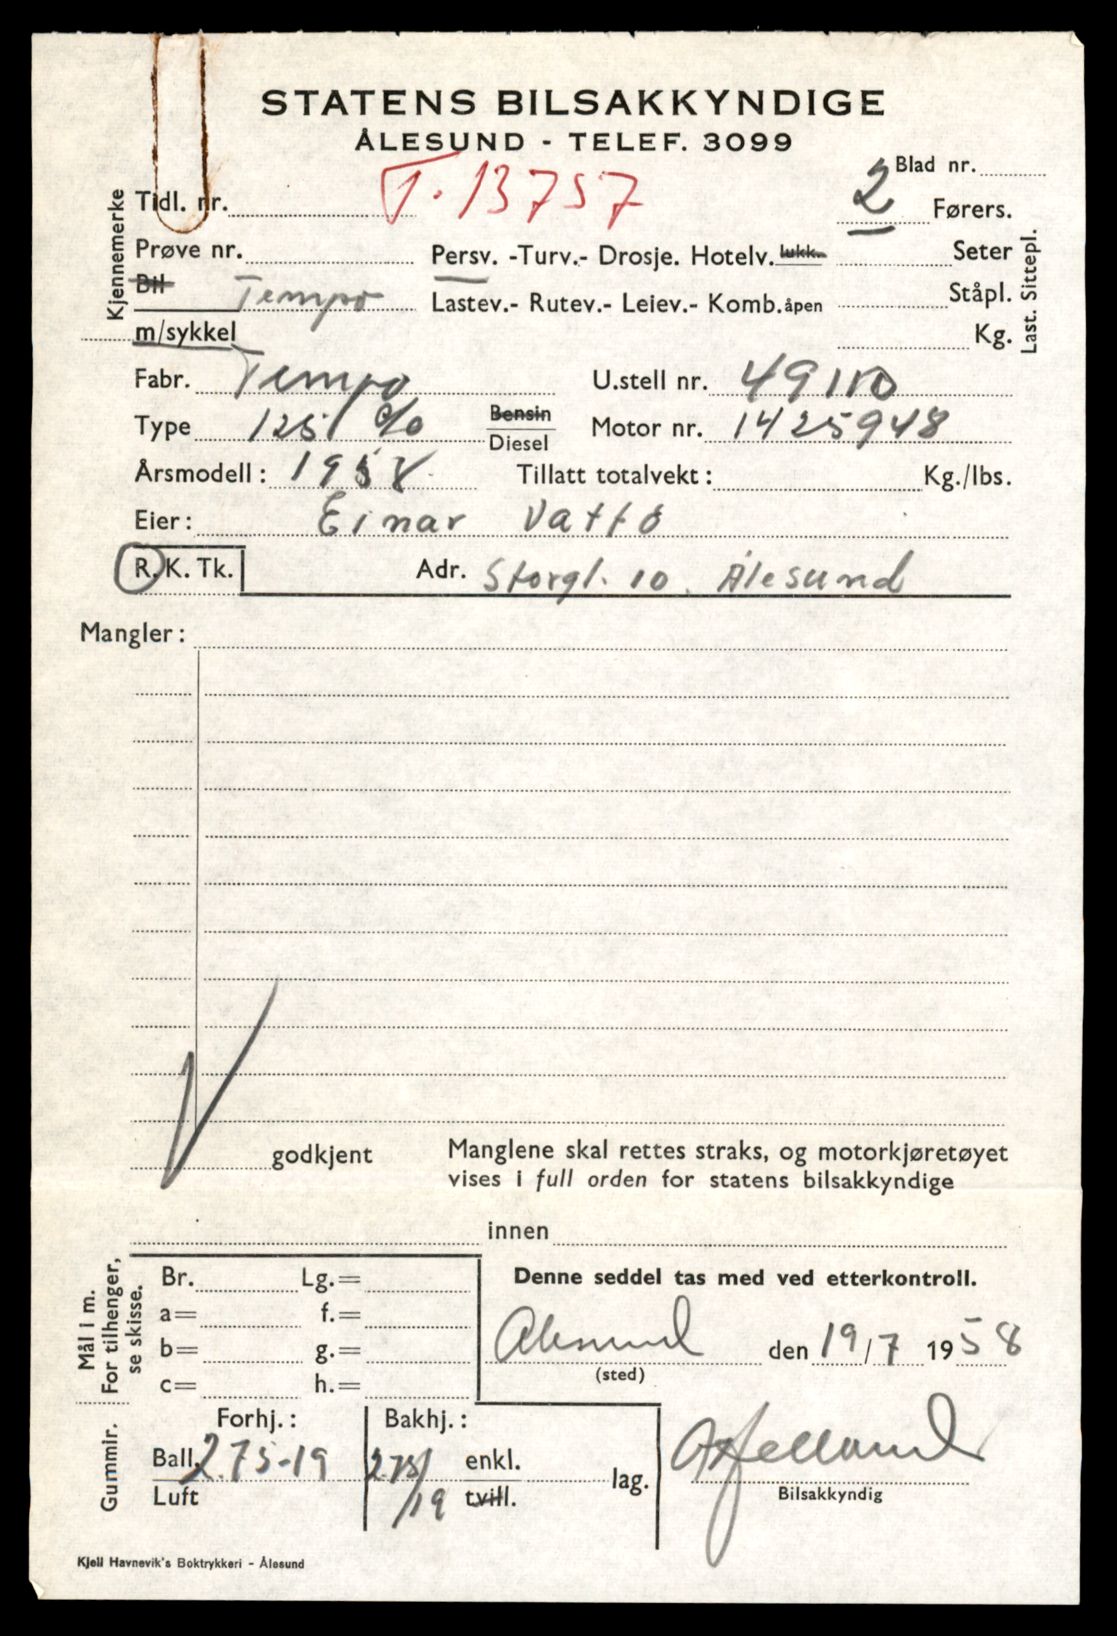 STATENS BILSAKKYNDIGE
ÅLESUND - TELEF. 3099
Blad nr.
T. 13757
Kjennemerke
Tidl. nr.
2 Førers.
Prøve nr.
Persv. -Turv.- Drosje. Hotelv. lukk.
Seter
Last. Sittepl.
Bil
Tempo
Lastev.- Rutev.- Leiev.- Komb. åpen
Ståpl.
m/sykkel
Kg.
Fabr. Tempo
U.stell nr. 49110
Type 125
Bensin
Diesel
Motor nr. 1425948
Årsmodell: 1958
Tillatt totalvekt: Kg./lbs.
Eier: Einar Vattö
R. K. Tk.
Adr. Storgt. 10. Ålesund
Mangler:
godkjent
Manglene skal rettes straks, og motorkjøretøyet
vises i full orden for statens bilsakkyndige
innen
Mål i m.
For tilhenger,
se skisse.
Br. Lg.=
a= f.=
b= g.=
c= h.=
Denne seddel tas med ved etterkontroll.
Ålesund den 19/7 1958
(sted)
Gummir.
Forhj.:
Bakhj.:
Ball. 2.75-19
2.75/19
enkl.
lag.
Luft
tvill.
Bilsakkyndig
Kjell Havnevik's Boktrykkeri - Ålesund